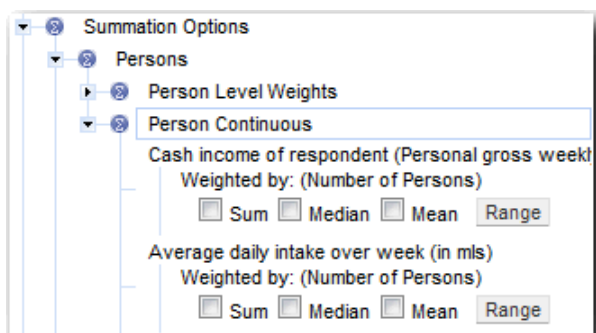 Summation Options
Persons
Person Level Weights
Person Continuous
Cash income of respondent (Personal gross
Weighted by: (Number of Persons)
Sum Median Mean Range
Average daily intake over week (in mls)
Weighted by: (Number of Persons)
Sum Median Mean Range